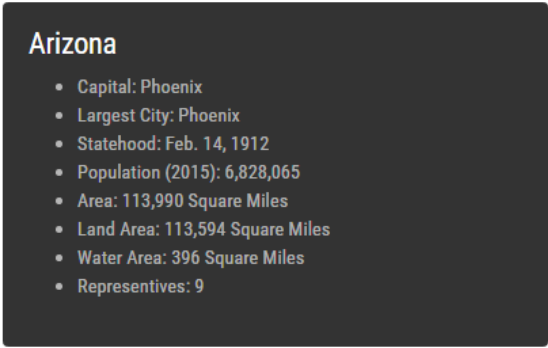 Arizona
• Capital: Phoenix
• Largest City: Phoenix
• Statehood: Feb. 14, 1912
• Population (2015): 6,828,065
• Area: 113,990 Square Miles
• Land Area: 113,594 Square Miles
• Water Area: 396 Square Miles
• Representives: 9